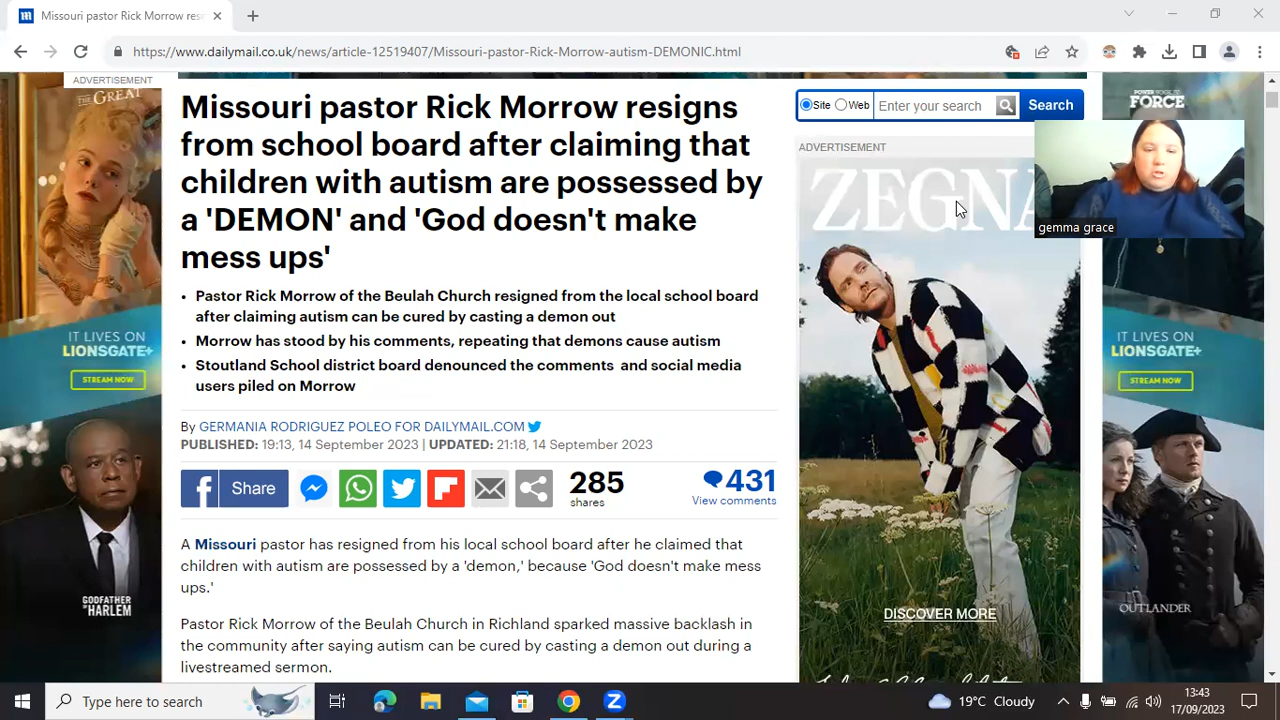 Missouri pastor Rick Morrow res
https://www.dailymail.co.uk/news/article-12519407/Missouri-pastor-Rick-Morrow-autism-DEMONIC.html
ADVERTISEMENT
THE GREAT
IT LIVES ON
LIONSGATE+
STREAM NOW
GODFATHER
OF HARLEM
Missouri pastor Rick Morrow resigns
from school board after claiming that
children with autism are possessed by
a 'DEMON' and 'God doesn't make
mess ups'
• Pastor Rick Morrow of the Beulah Church resigned from the local school board
after claiming autism can be cured by casting a demon out
• Morrow has stood by his comments, repeating that demons cause autism
• Stoutland School district board denounced the comments and social media
users piled on Morrow
By GERMANIA RODRIGUEZ POLEO FOR DAILYMAIL.COM
PUBLISHED: 19:13, 14 September 2023 | UPDATED: 21:18, 14 September 2023
f Share
285
shares
431
View comments
A Missouri pastor has resigned from his local school board after he claimed that
children with autism are possessed by a 'demon,' because 'God doesn't make mess
ups.'
Pastor Rick Morrow of the Beulah Church in Richland sparked massive backlash in
the community after saying autism can be cured by casting a demon out during a
livestreamed sermon.
Site Web Enter your search Search
ADVERTISEMENT
ZEGNA
DISCOVER MORE
FORCE
gemma grace
IT LIVES ON
LIONSGATE+
STREAM NOW
OUTLANDER
Type here to search
19°C Cloudy
13:43
17/09/2023